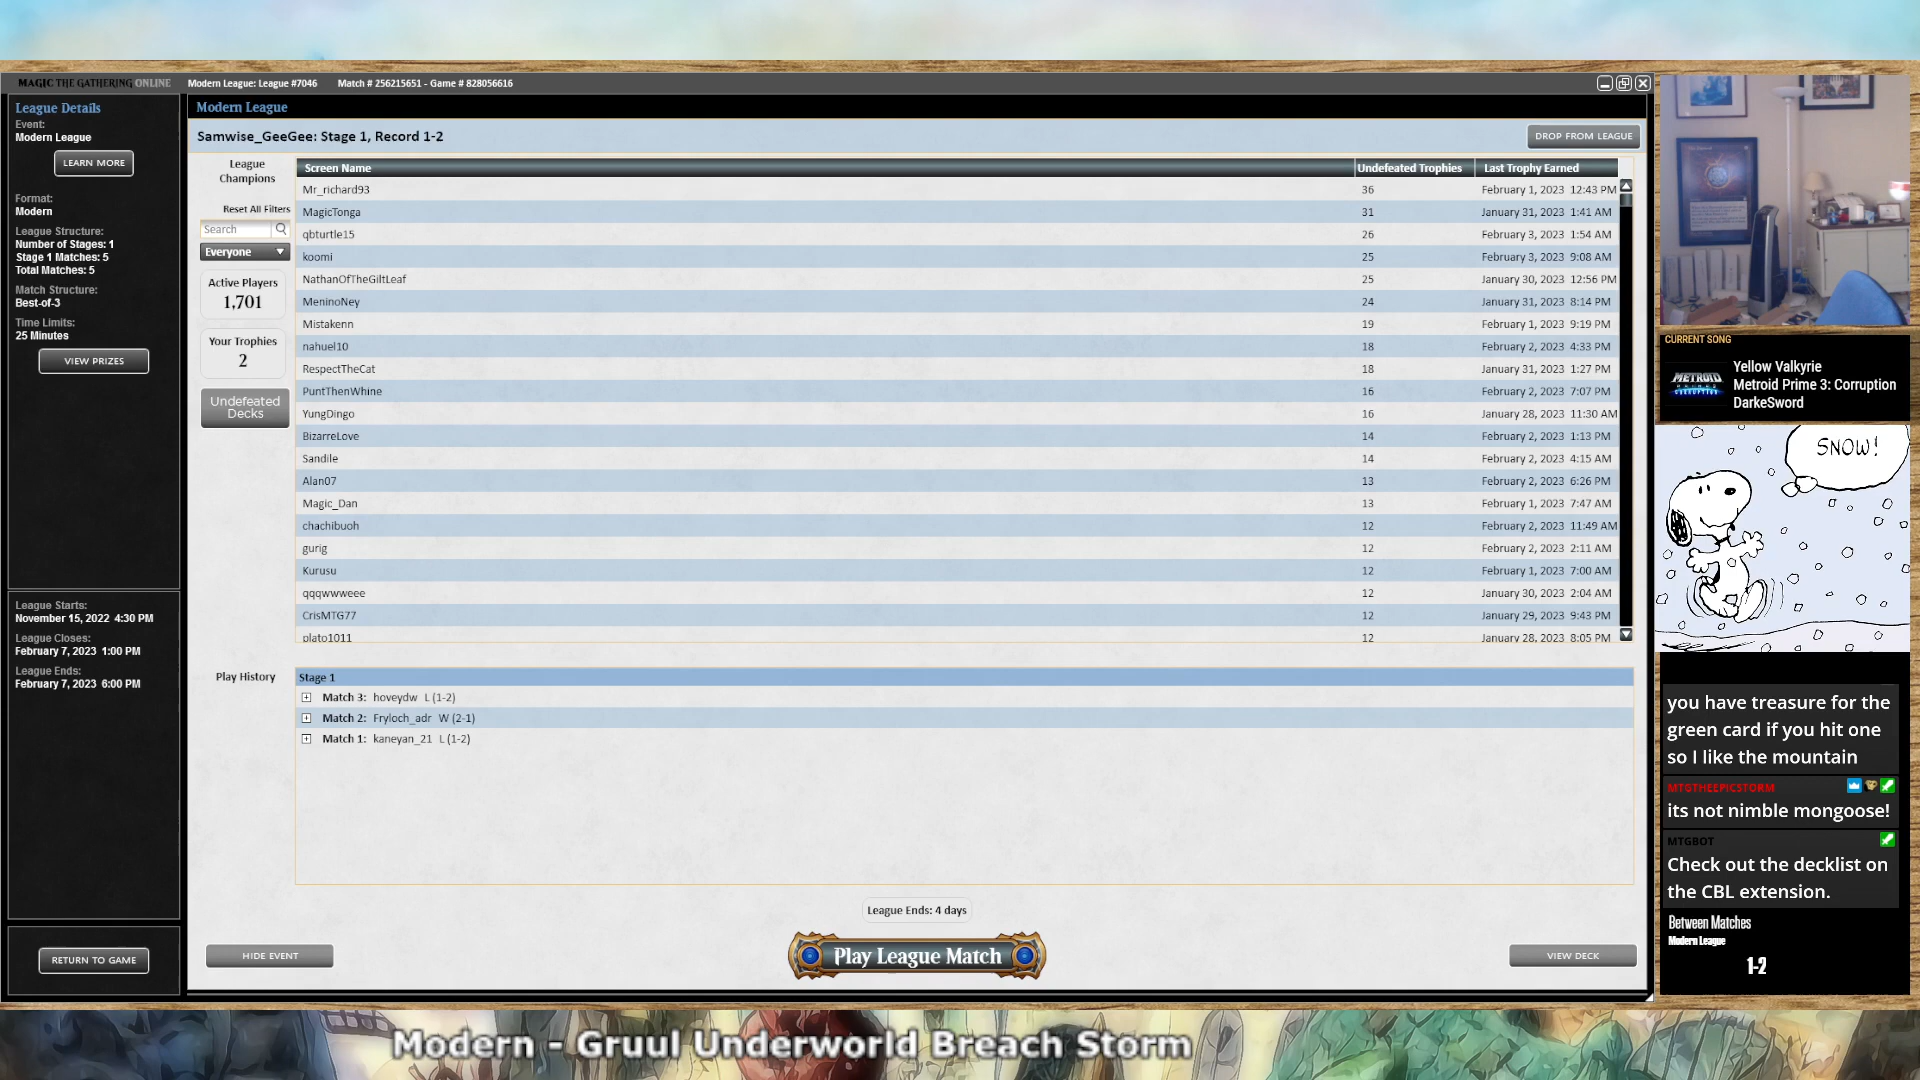 MAGIC THE GATHERING ONLINE
Modern League: League #7046
Match # 256215651 - Game # 828056616
League Details
Event:
Modern League
LEARN MORE
Format:
Modern
League Structure:
Number of Stages: 1
Stage 1 Matches: 5
Total Matches: 5
Match Structure:
Best-of-3
Time Limits:
25 Minutes
VIEW PRIZES
League Starts:
November 15, 2022 4:30 PM
League Closes:
February 7, 2023 1:00 PM
League Ends:
February 7, 2023 6:00 PM
RETURN TO GAME
Modern League
Samwise_GeeGee: Stage 1, Record 1-2
DROP FROM LEAGUE
League
Champions
Reset All Filters
Search
Everyone
Active Players
1,701
Your Trophies
2
Undefeated
Decks
Screen Name Undefeated Trophies Last Trophy Earned
Mr_richard93 36 February 1, 2023 12:43 PM
MagicTonga 31 January 31, 2023 1:41 AM
qbturtle15 26 February 3, 2023 1:54 AM
koomi 25 February 3, 2023 9:08 AM
NathanOfTheGiltLeaf 25 January 30, 2023 12:56 PM
MeninoNey 24 January 31, 2023 8:14 PM
Mistakenn 19 February 1, 2023 9:19 PM
nahuel10 18 February 2, 2023 4:33 PM
RespectTheCat 18 January 31, 2023 1:27 PM
PuntThenWhine 16 February 2, 2023 7:07 PM
YungDingo 16 January 28, 2023 11:30 AM
BizarreLove 14 February 2, 2023 1:13 PM
Sandile 14 February 2, 2023 4:15 AM
Alan07 13 February 2, 2023 6:26 PM
Magic_Dan 13 February 1, 2023 7:47 AM
chachibuoh 12 February 2, 2023 11:49 AM
gurig 12 February 2, 2023 2:11 AM
Kurusu 12 February 1, 2023 7:00 AM
qqqwwweee 12 January 30, 2023 2:04 AM
CrisMTG77 12 January 29, 2023 9:43 PM
plato1011 12 January 28, 2023 8:05 PM
Play History
Stage 1
Match 3: hoveydw L (1-2)
Match 2: Fryloch_adr W (2-1)
Match 1: kaneyan_21 L (1-2)
League Ends: 4 days
HIDE EVENT
Play League Match
VIEW DECK
CURRENT SONG
METROID
PRIME 3
CORRUPTION
Yellow Valkyrie
Metroid Prime 3: Corruption
DarkeSword
SNOW!
you have treasure for the
green card if you hit one
so I like the mountain
MTGTHEEPICSTORM
its not nimble mongoose!
MTGBOT
Check out the decklist on
the CBL extension.
Between Matches
Modern League
1-2
Modern - Gruul Underworld Breach Storm